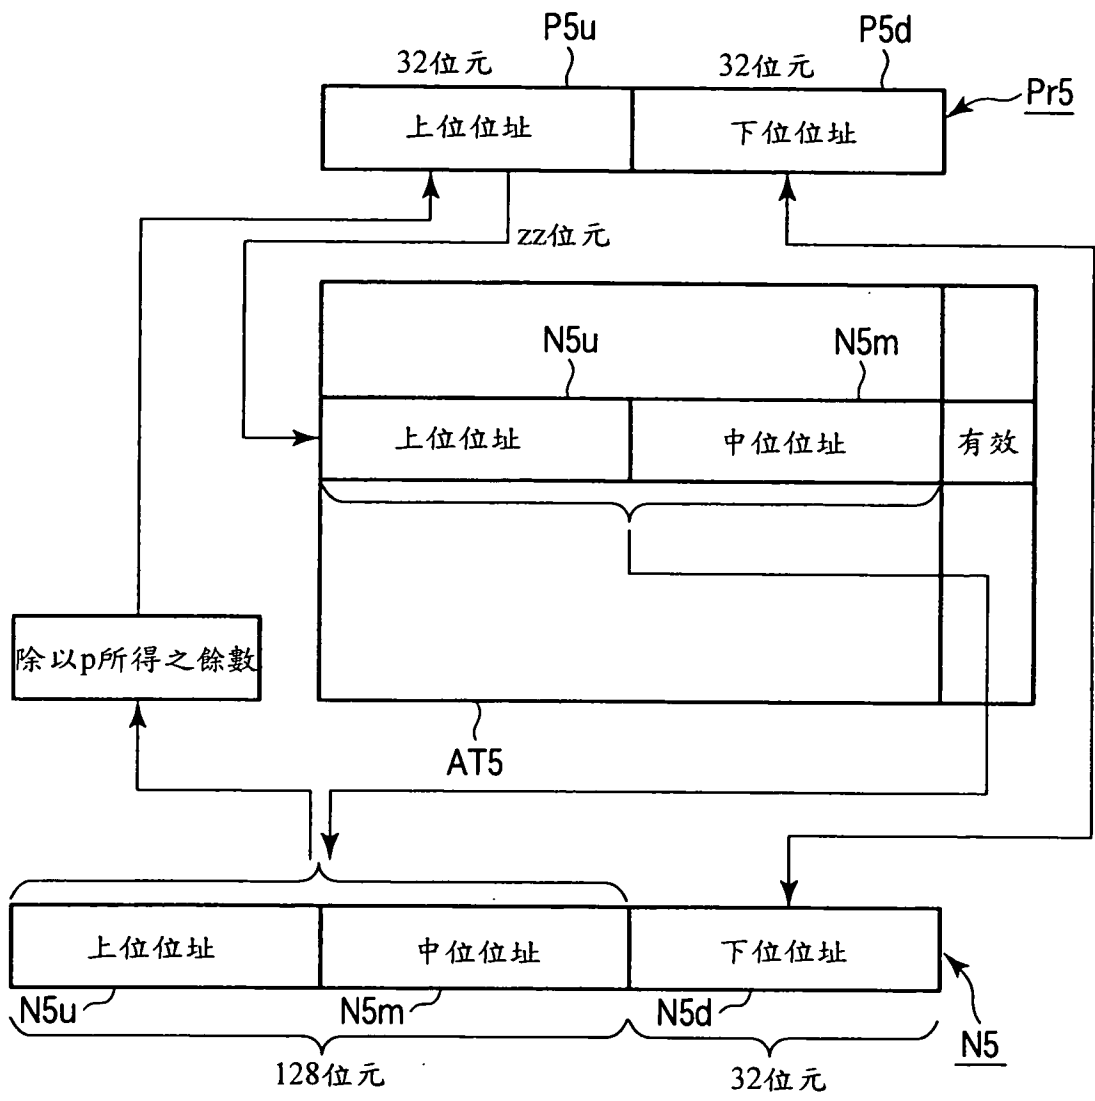 P5u
P5d
32位元
32位元
Pr5
上位位址
下位位址
zz位元
N5u
N5m
上位位址
中位位址
有效
除以p所得之餘數
AT5
上位位址
中位位址
下位位址
N5u
N5m
N5d
N5
128位元
32位元